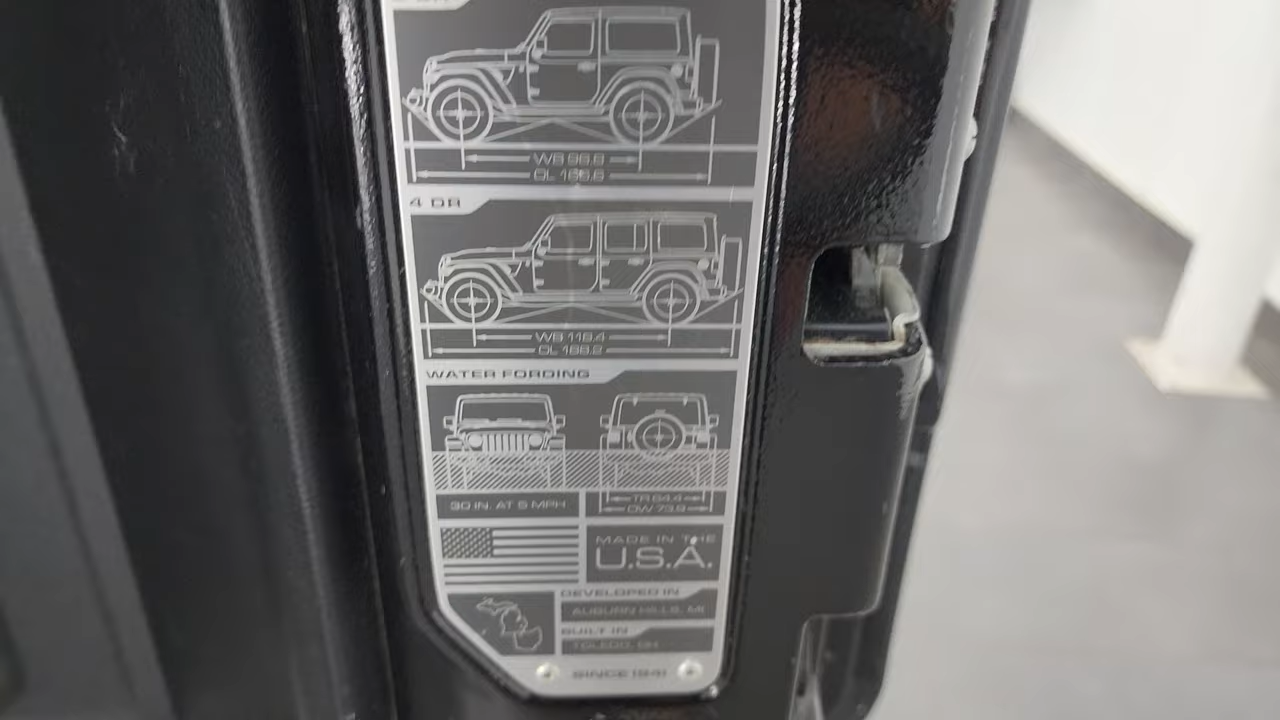 WB 96.8
OL 166.8
4 DR
WB 118.4
OL 188.2
WATER FORDING
30 IN. AT 5 MPH
TR 64.4
OW 73.9
MADE IN THE
U.S.A.
DEVELOPED IN
AUBURN HILLS, MI
BUILT IN
TOLEDO, OH
SINCE 1941